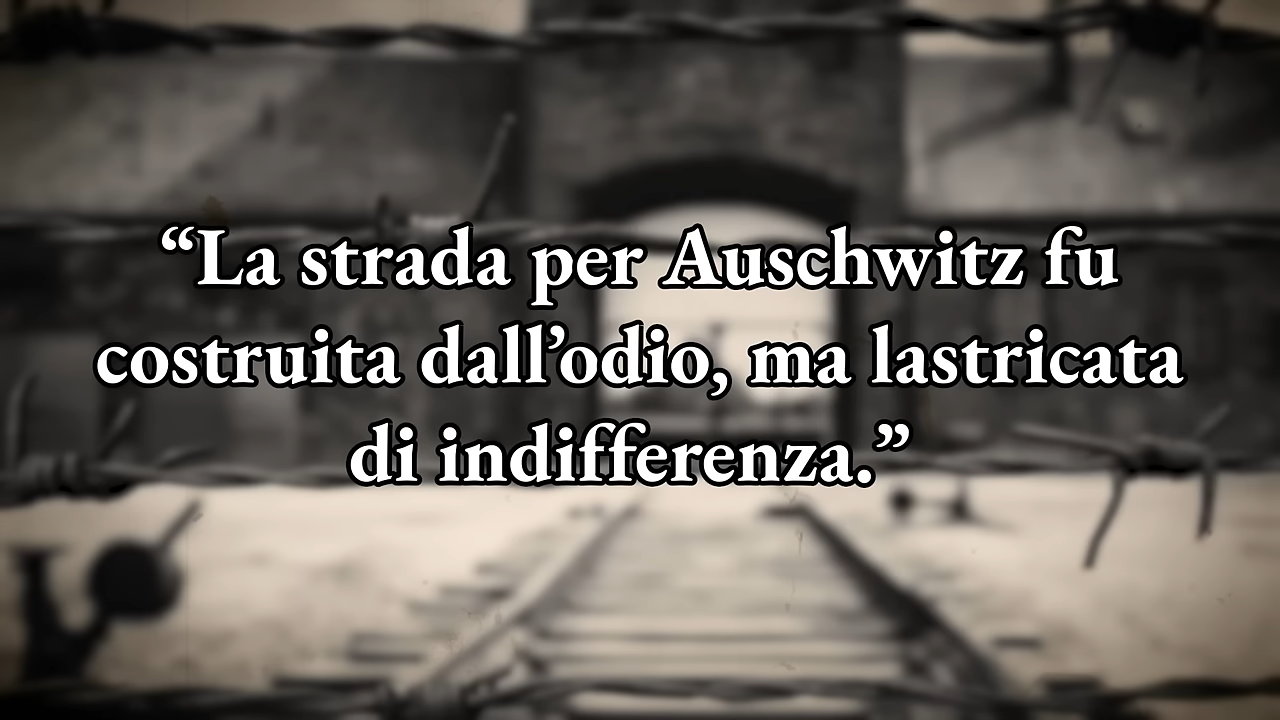 “La strada per Auschwitz fu
costruita dall’odio, ma lastricata
di indifferenza.”